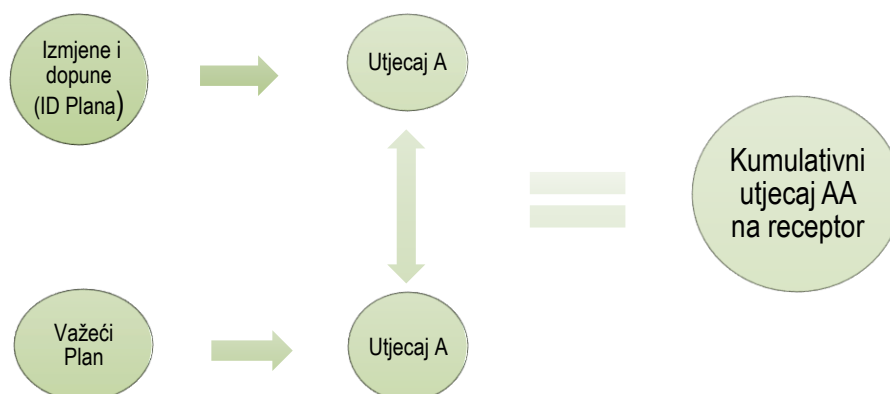 Izmjene i
dopune
(ID Plana)
Utjecaj A
Kumulativni
utjecaj AA
na receptor
Važeći
Plan
Utjecaj A